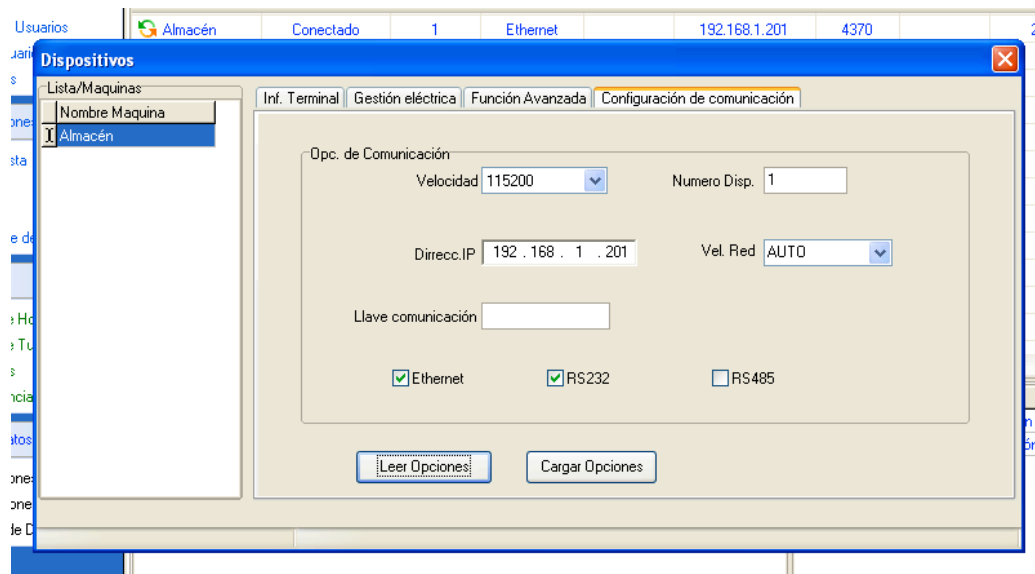 Usuarios
Almacén Conectado 1 Ethernet 192.168.1.201 4370 2
Dispositivos
Lista/Maquinas
Nombre Maquina
Almacén
Inf. Terminal Gestión eléctrica Función Avanzada Configuración de comunicación
Opc. de Comunicación
Velocidad 115200 Numero Disp. 1
Dirrecc.IP 192 . 168 . 1 . 201 Vel. Red AUTO
Llave comunicación
Ethernet RS232 RS485
Leer Opciones Cargar Opciones